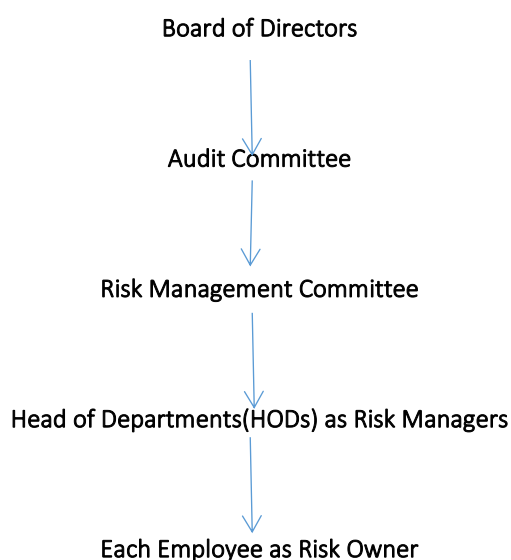 Board of Directors
Audit Committee
Risk Management Committee
Head of Departments(HODs) as Risk Managers
Each Employee as Risk Owner